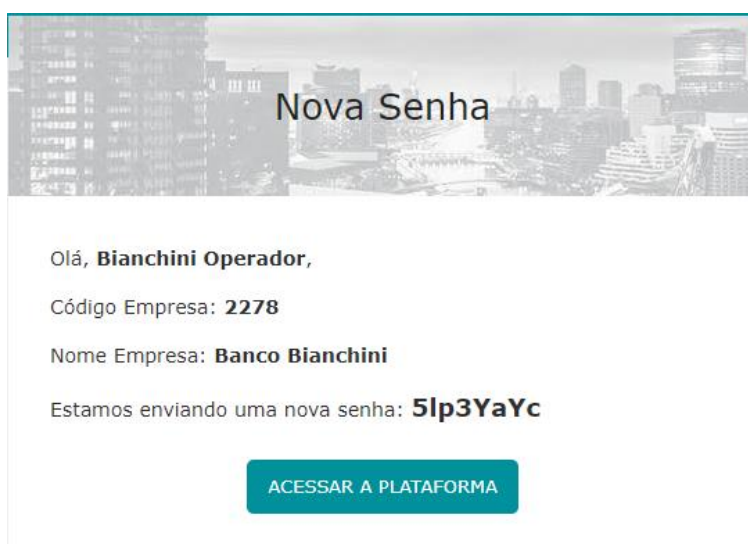 Nova Senha
Olá, Bianchini Operador,
Código Empresa: 2278
Nome Empresa: Banco Bianchini
Estamos enviando uma nova senha: 5lp3YaYc
ACESSAR A PLATAFORMA